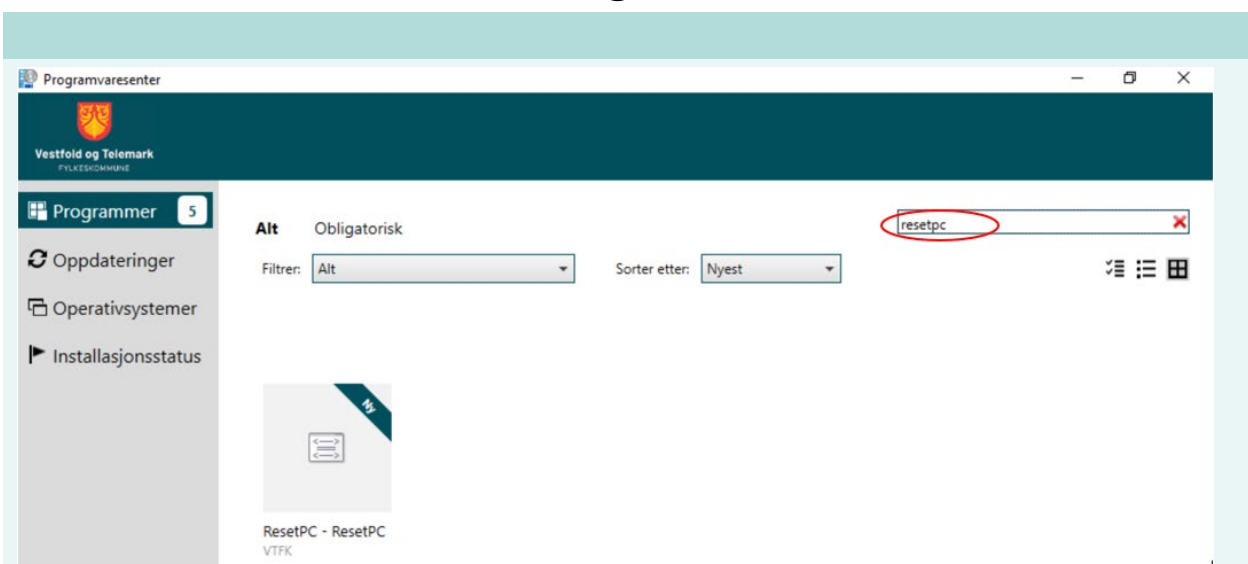 Programvaresenter
Vestfold og Telemark
FYLKESKOMMUNE
Programmer 5
Oppdateringer
Operativsystemer
Installasjonsstatus
Alt Obligatorisk
resetpc
Filtrer: Alt Sorter etter: Nyest
Ny
ResetPC - ResetPC
VTFK